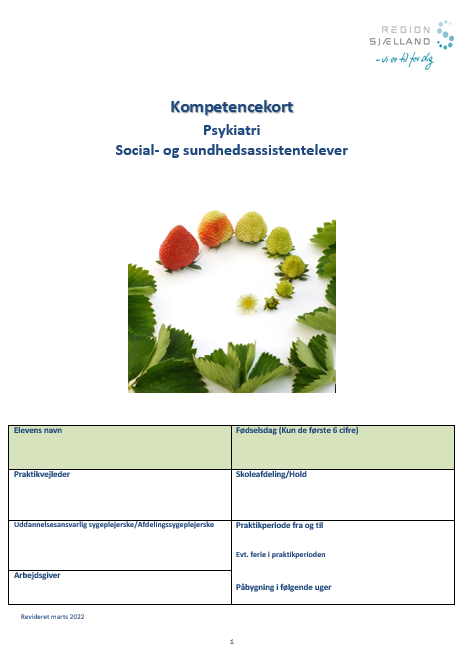 REGION
SJÆLLAND
- vi er til for dig
Kompetencekort
Psykiatri
Social- og sundhedsassistentelever
Elevens navn
Fødselsdag (Kun de første 6 cifre)
Praktikvejleder
Skoleafdeling/Hold
Uddannelsesansvarlig sygeplejerske/Afdelingssygeplejerske
Praktikperiode fra og til
Evt. ferie i praktikperioden
Arbejdsgiver
Påbygning i følgende uger
Revideret marts 2022
1